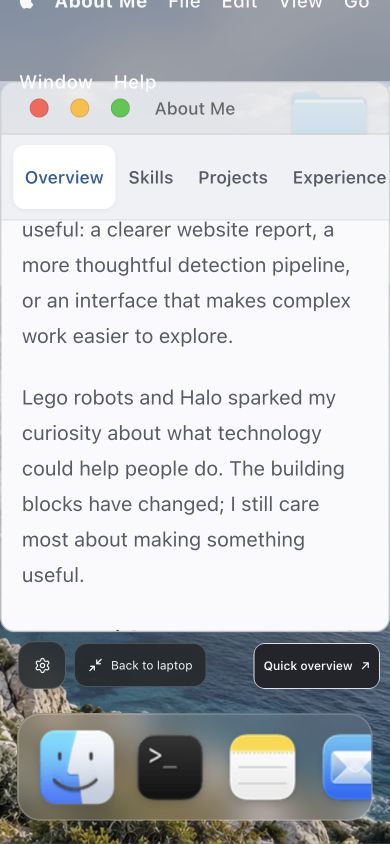 About Me File Edit View Go
Window Help
About Me
Overview Skills Projects Experience
useful: a clearer website report, a
more thoughtful detection pipeline,
or an interface that makes complex
work easier to explore.
Lego robots and Halo sparked my
curiosity about what technology
could help people do. The building
blocks have changed; I still care
most about making something
useful.
Back to laptop
Quick overview ↗
>_